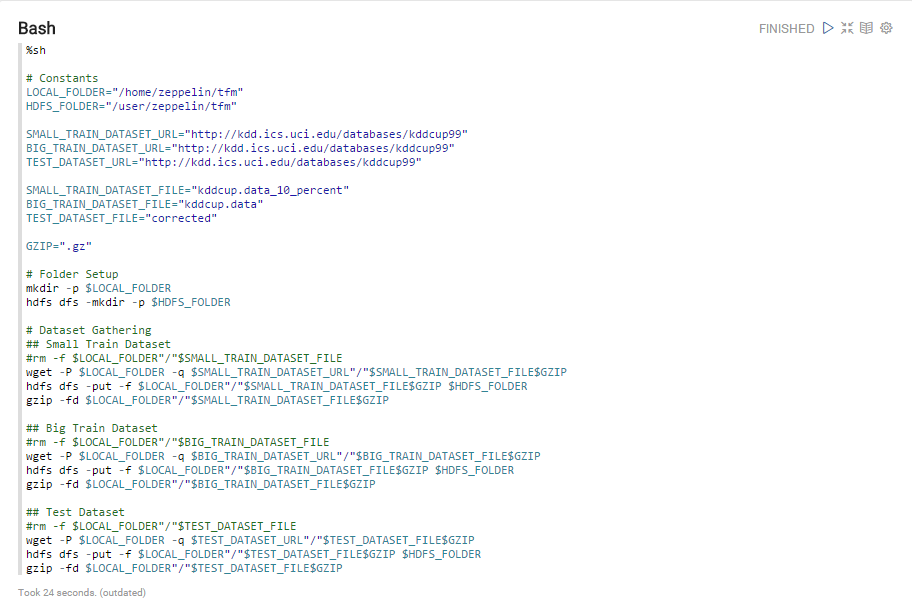 Bash
FINISHED
%sh
# Constants
LOCAL_FOLDER="/home/zeppelin/tfm"
HDFS_FOLDER="/user/zeppelin/tfm"
SMALL_TRAIN_DATASET_URL="http://kdd.ics.uci.edu/databases/kddcup99"
BIG_TRAIN_DATASET_URL="http://kdd.ics.uci.edu/databases/kddcup99"
TEST_DATASET_URL="http://kdd.ics.uci.edu/databases/kddcup99"
SMALL_TRAIN_DATASET_FILE="kddcup.data_10_percent"
BIG_TRAIN_DATASET_FILE="kddcup.data"
TEST_DATASET_FILE="corrected"
GZIP=".gz"
# Folder Setup
mkdir -p $LOCAL_FOLDER
hdfs dfs -mkdir -p $HDFS_FOLDER
# Dataset Gathering
## Small Train Dataset
#rm -f $LOCAL_FOLDER"/"$SMALL_TRAIN_DATASET_FILE
wget -P $LOCAL_FOLDER -q $SMALL_TRAIN_DATASET_URL"/"$SMALL_TRAIN_DATASET_FILE$GZIP
hdfs dfs -put -f $LOCAL_FOLDER"/"$SMALL_TRAIN_DATASET_FILE$GZIP $HDFS_FOLDER
gzip -fd $LOCAL_FOLDER"/"$SMALL_TRAIN_DATASET_FILE$GZIP
## Big Train Dataset
#rm -f $LOCAL_FOLDER"/"$BIG_TRAIN_DATASET_FILE
wget -P $LOCAL_FOLDER -q $BIG_TRAIN_DATASET_URL"/"$BIG_TRAIN_DATASET_FILE$GZIP
hdfs dfs -put -f $LOCAL_FOLDER"/"$BIG_TRAIN_DATASET_FILE$GZIP $HDFS_FOLDER
gzip -fd $LOCAL_FOLDER"/"$BIG_TRAIN_DATASET_FILE$GZIP
## Test Dataset
#rm -f $LOCAL_FOLDER"/"$TEST_DATASET_FILE
wget -P $LOCAL_FOLDER -q $TEST_DATASET_URL"/"$TEST_DATASET_FILE$GZIP
hdfs dfs -put -f $LOCAL_FOLDER"/"$TEST_DATASET_FILE$GZIP $HDFS_FOLDER
gzip -fd $LOCAL_FOLDER"/"$TEST_DATASET_FILE$GZIP
Took 24 seconds. (outdated)